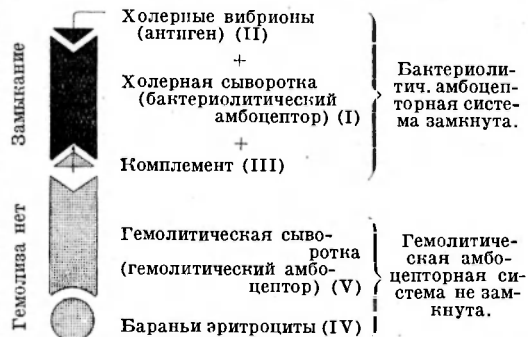 Замыкание
Холерные вибрионы
(антиген) (II)
+
Холерная сыворотка
(бактериолитический
амбоцептор) (I)
+
Комплемент (III)
Бактериоли-
тич. амбоцеп-
торная систе-
ма замкнута.
Гемолиза нет
Гемолитическая сыво-
ротка
(гемолитический амбо-
цептор) (V)
Бараньи эритроциты (IV)
Гемолитиче-
ская амбо-
цепторная си-
стема не зам-
кнута.